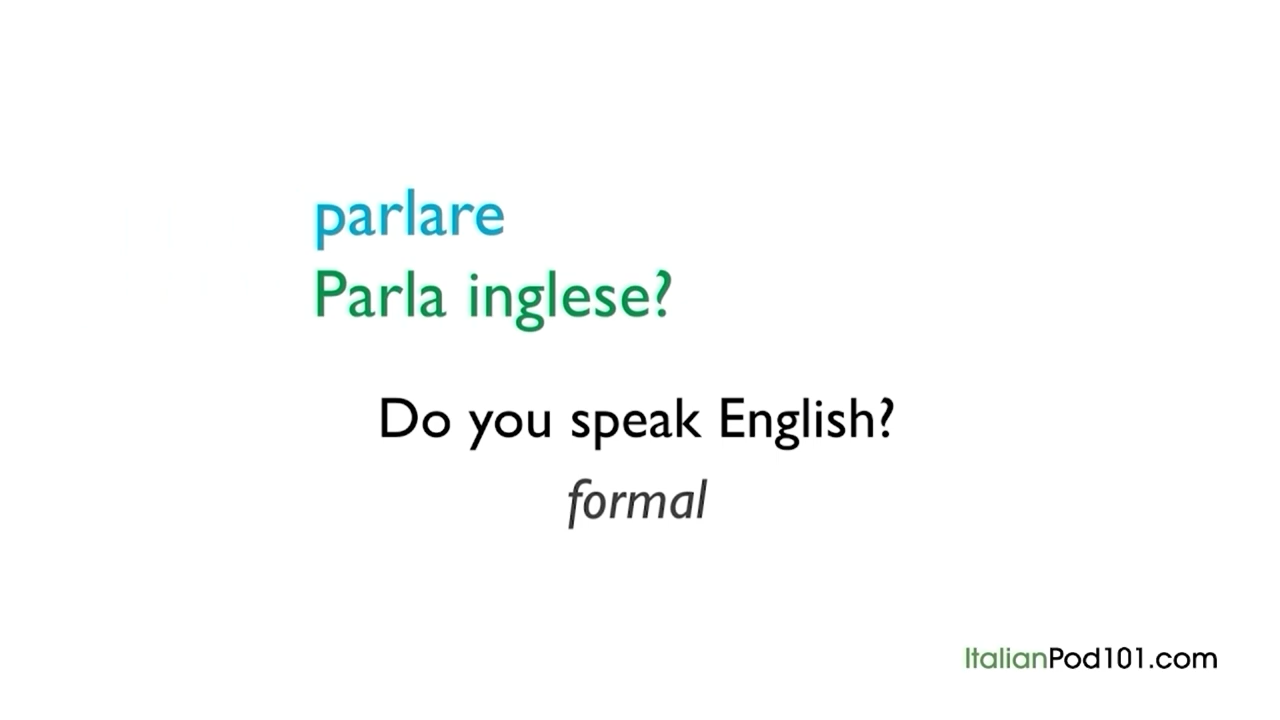 parlare
Parla inglese?
Do you speak English?
formal
ItalianPod101.com